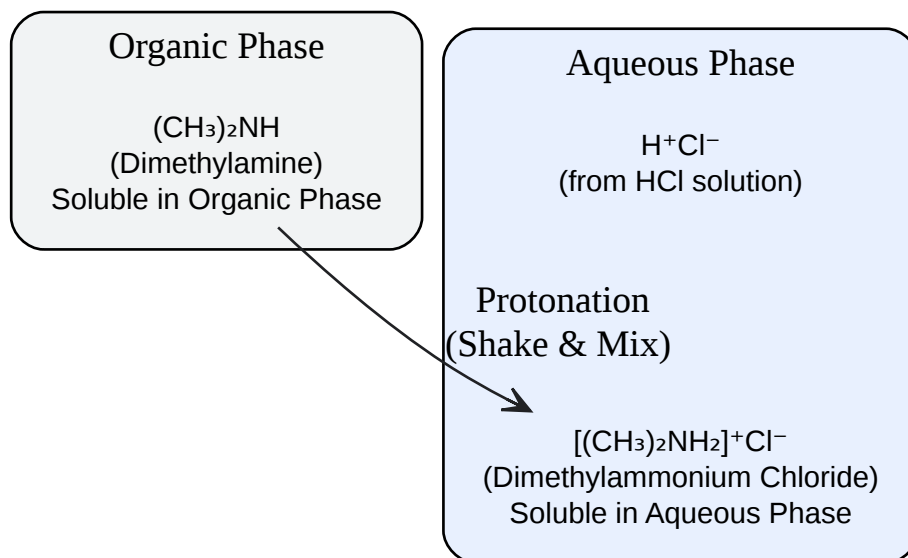 Organic Phase
(CH₃)₂NH
(Dimethylamine)
Soluble in Organic Phase
Aqueous Phase
H⁺Cl⁻
(from HCl solution)
Protonation
(Shake & Mix)
[(CH₃)₂NH₂]⁺Cl⁻
(Dimethylammonium Chloride)
Soluble in Aqueous Phase